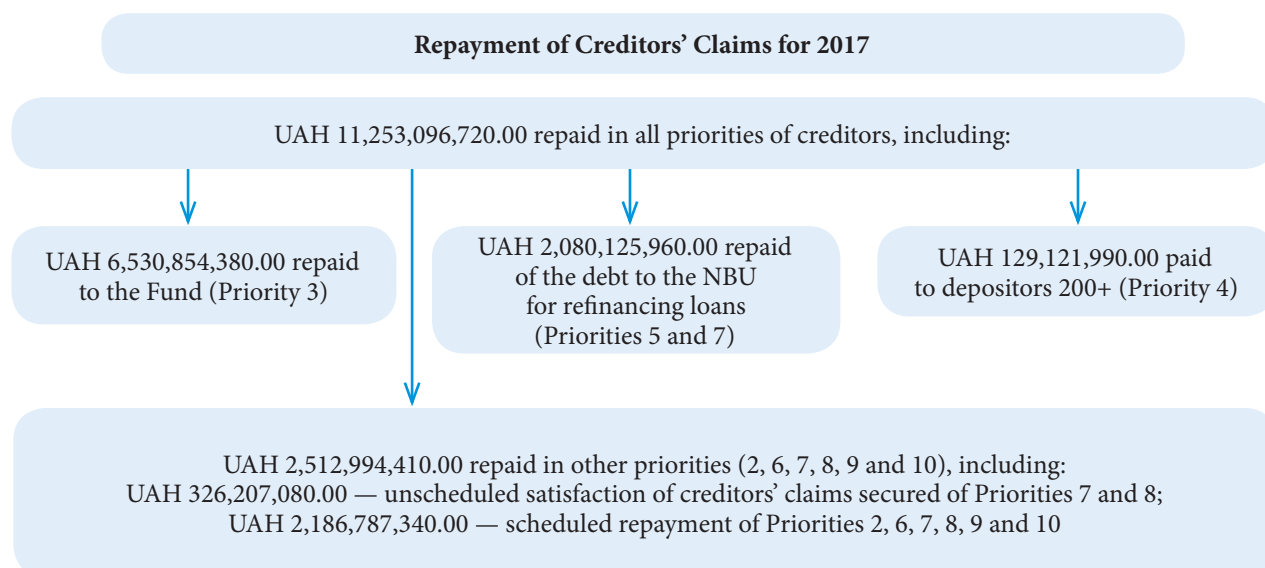 Repayment of Creditors’ Claims for 2017
UAH 11,253,096,720.00 repaid in all priorities of creditors, including:
UAH 6,530,854,380.00 repaid
to the Fund (Priority 3)
UAH 2,080,125,960.00 repaid
of the debt to the NBU
for refinancing loans
(Priorities 5 and 7)
UAH 129,121,990.00 paid
to depositors 200+ (Priority 4)
UAH 2,512,994,410.00 repaid in other priorities (2, 6, 7, 8, 9 and 10), including:
UAH 326,207,080.00 — unscheduled satisfaction of creditors’ claims secured of Priorities 7 and 8;
UAH 2,186,787,340.00 — scheduled repayment of Priorities 2, 6, 7, 8, 9 and 10